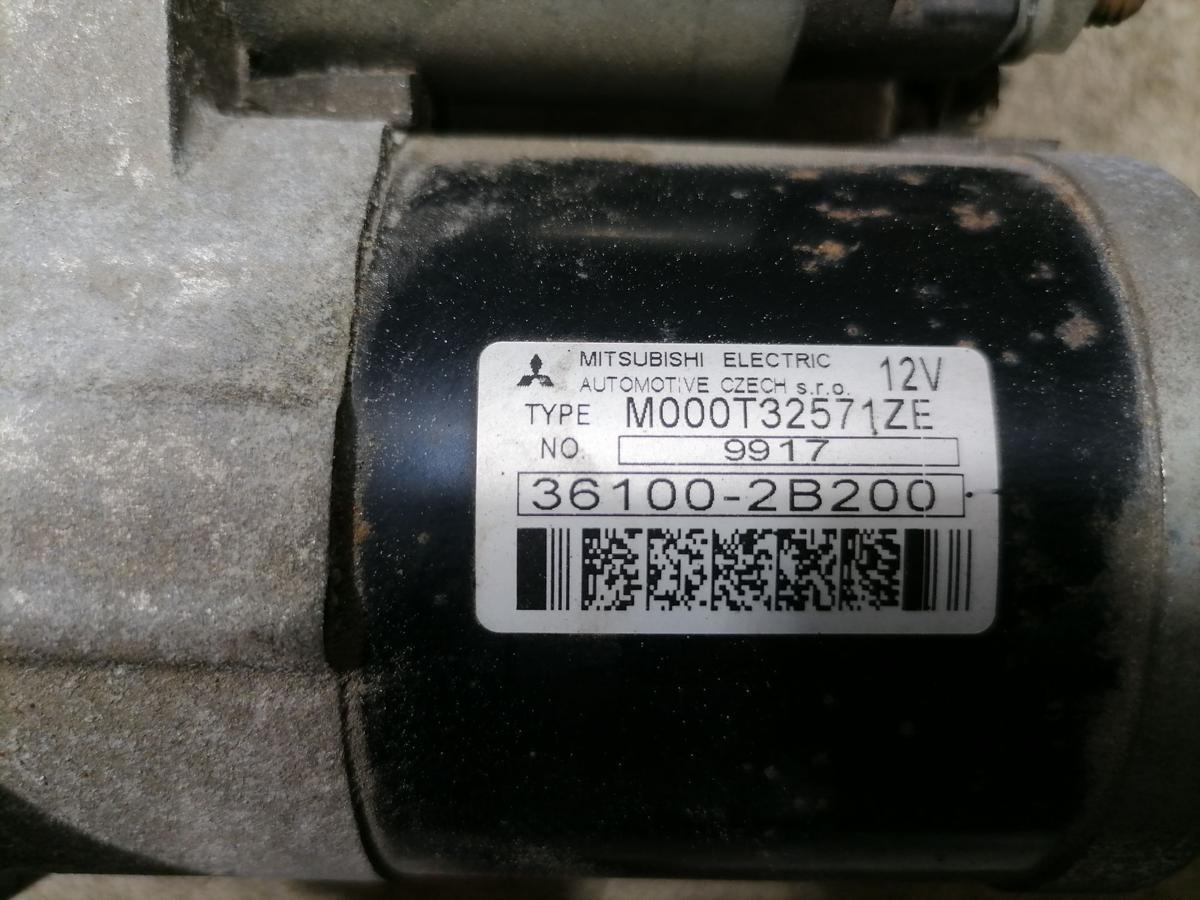 MITSUBISHI ELECTRIC
AUTOMOTIVE CZECH s.r.o. 12V
TYPE M000T32571ZE
NO. 9917
36100-2B200